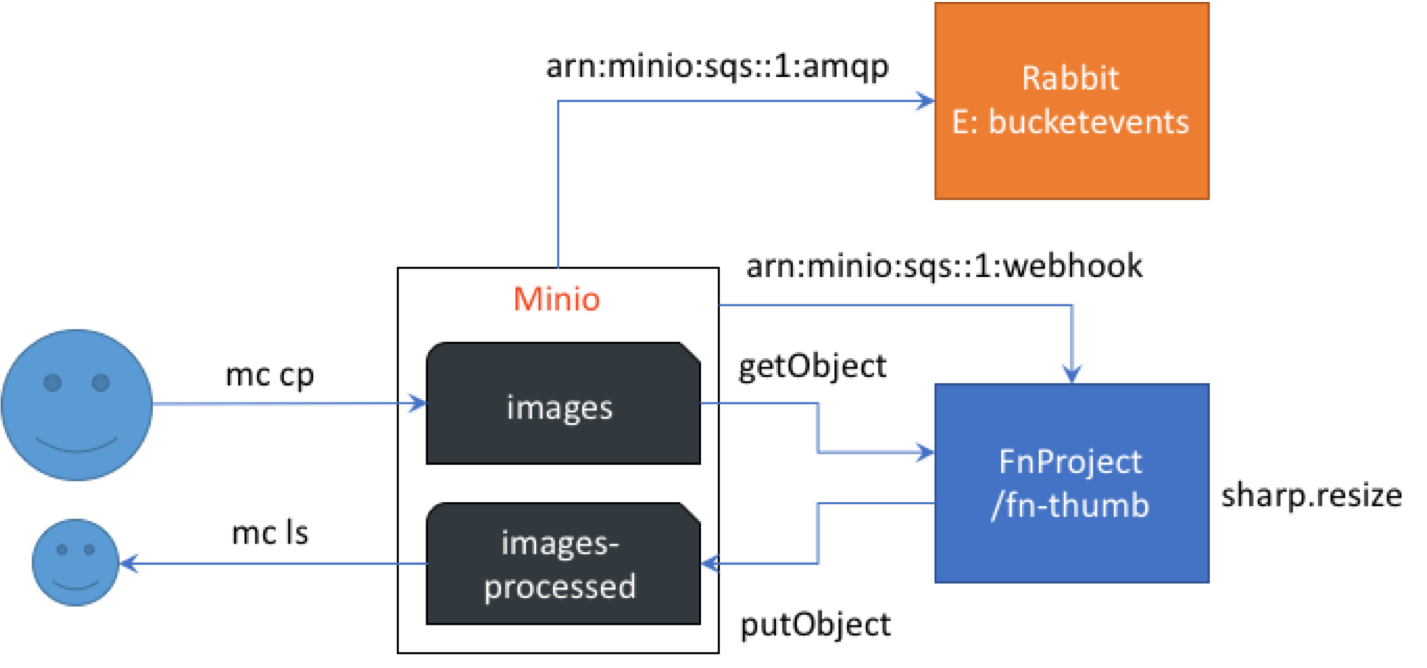 arn:minio:sqs::1:amqp
Rabbit
E: bucketevents
arn:minio:sqs::1:webhook
Minio
mc cp
images
getObject
FnProject
/fn-thumb
sharp.resize
mc ls
images-
processed
putObject